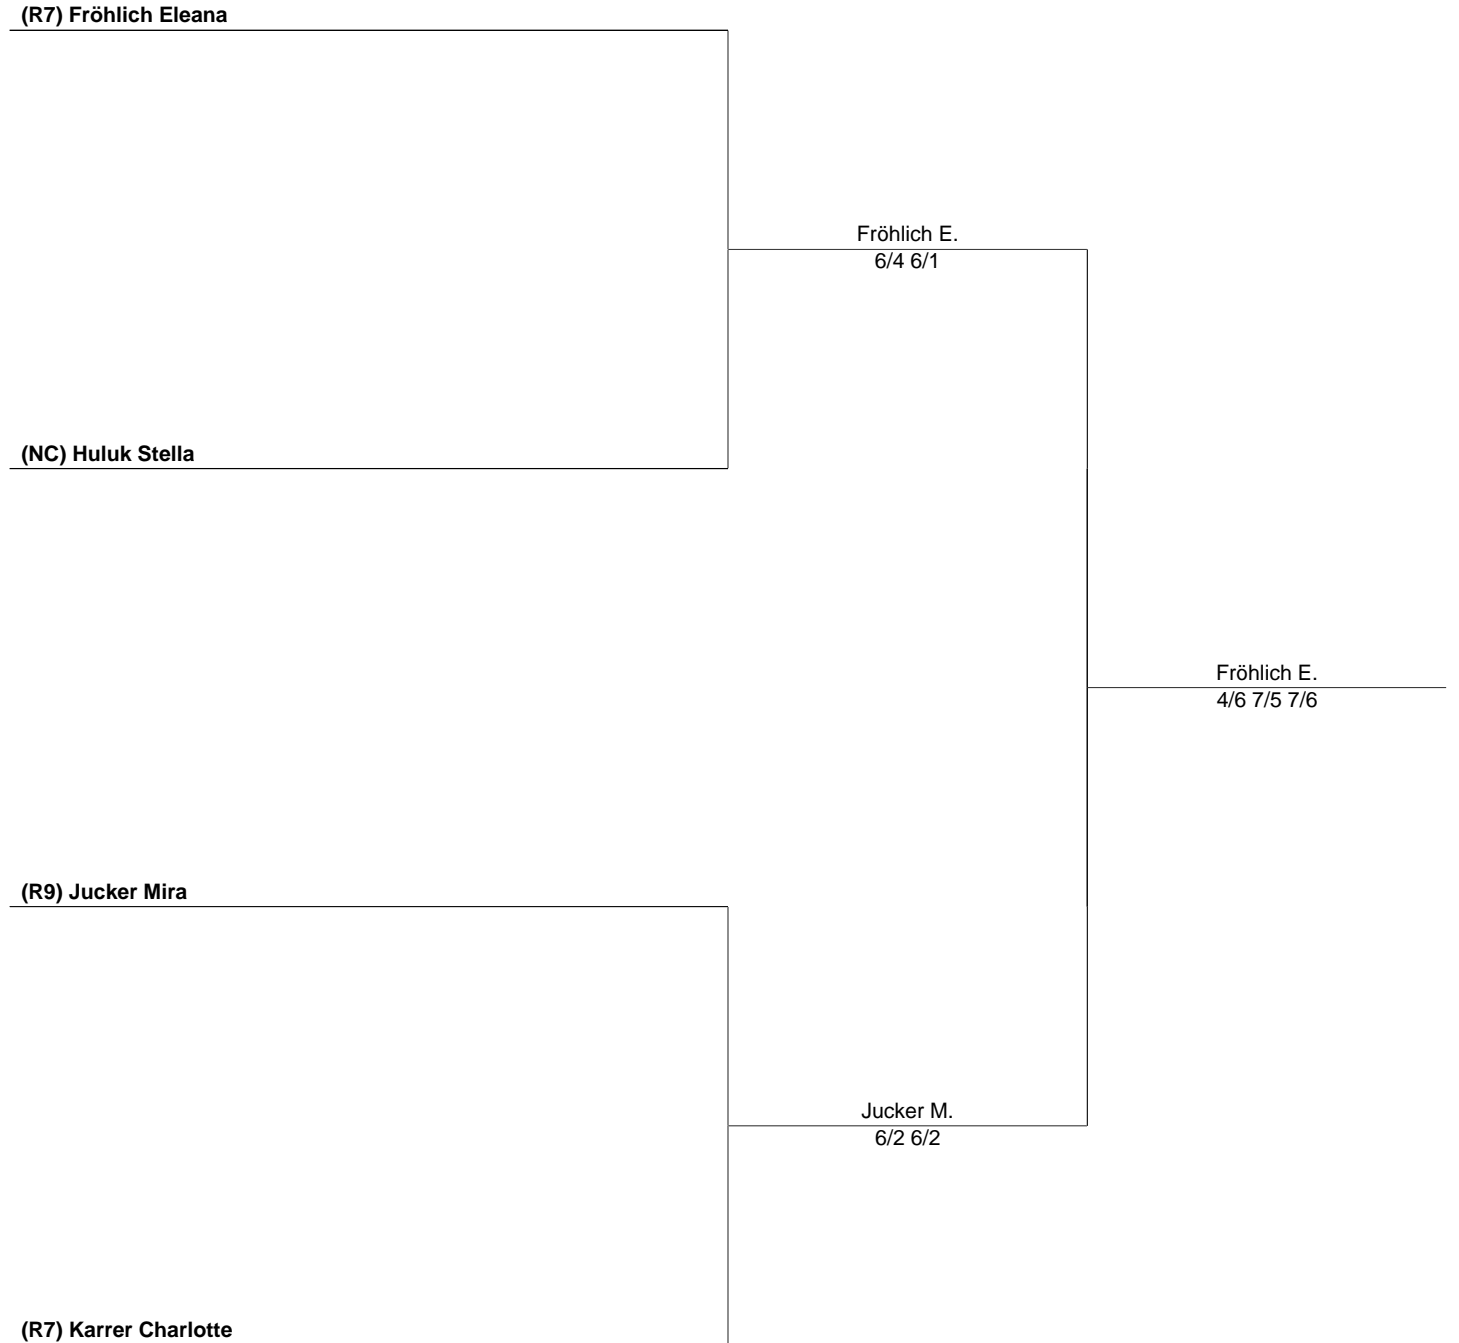 (R7) Fröhlich Eleana
Fröhlich E.
6/4 6/1
(NC) Huluk Stella
Fröhlich E.
4/6 7/5 7/6
(R9) Jucker Mira
Jucker M.
6/2 6/2
(R7) Karrer Charlotte